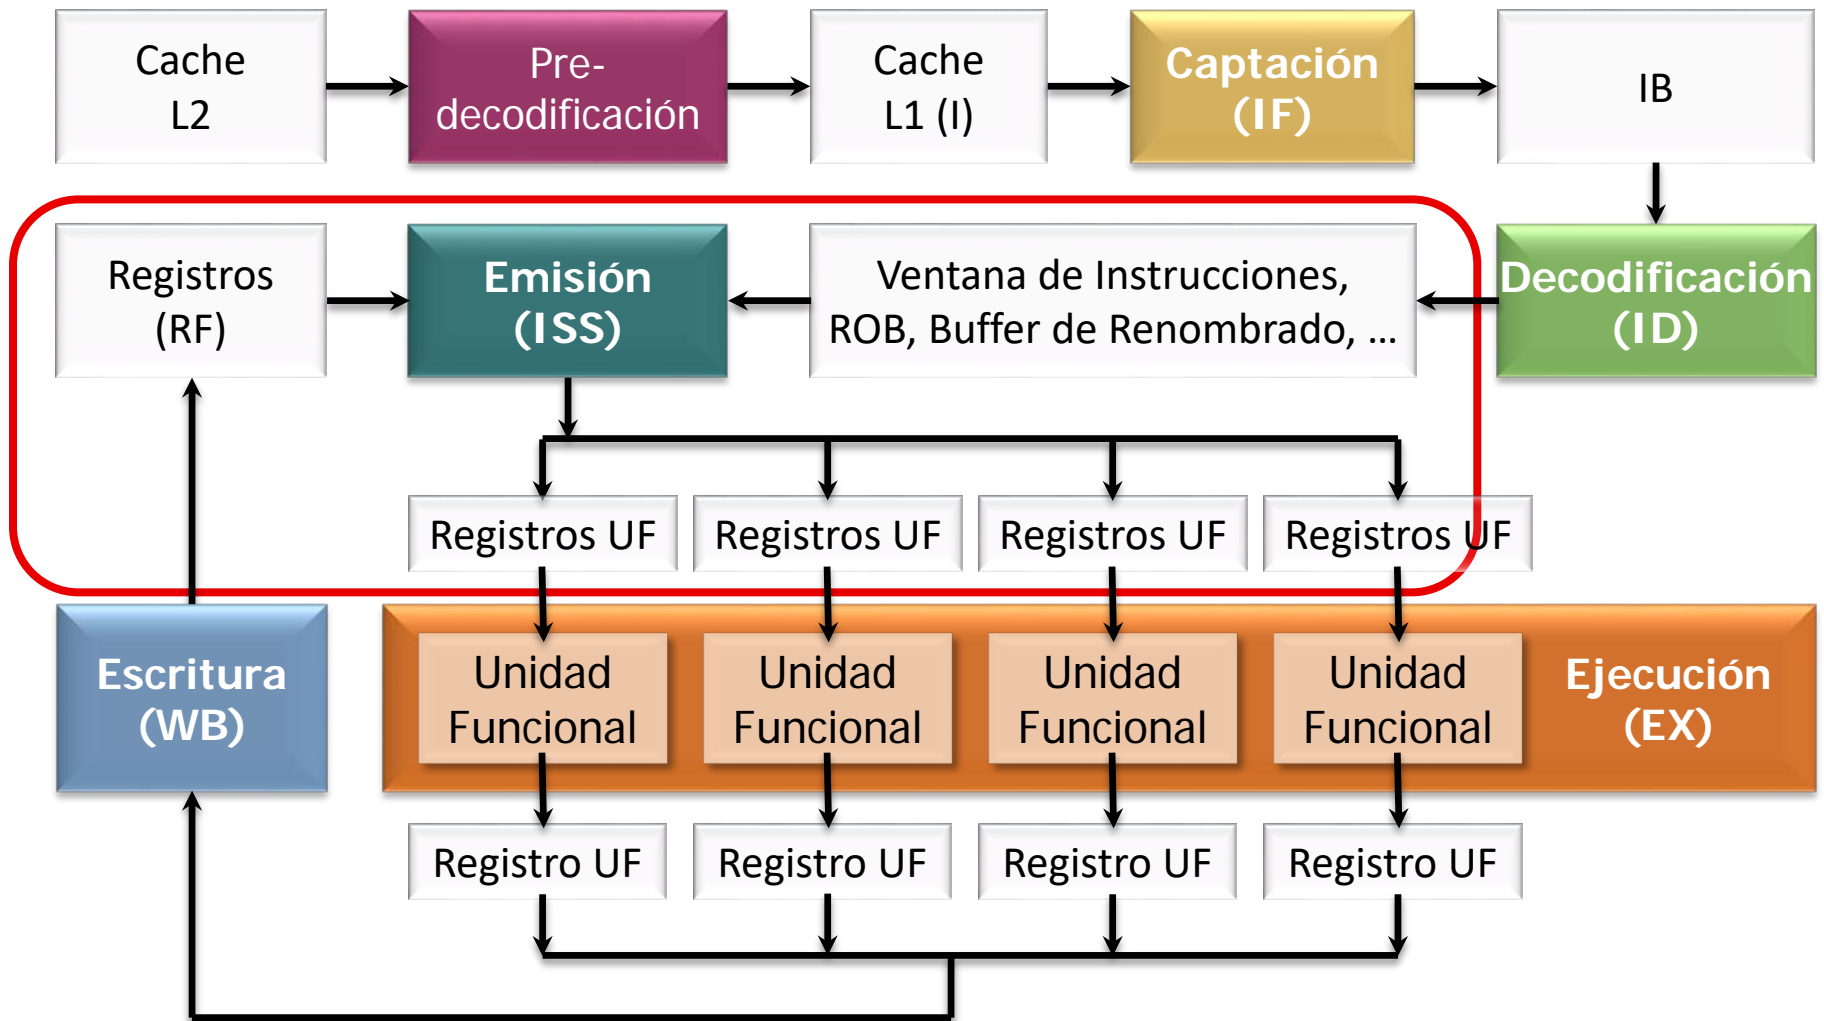 Cache
L2
Pre-
decodificación
Cache
L1 (I)
Captación
(IF)
IB
Registros
(RF)
Emisión
(ISS)
Ventana de Instrucciones,
ROB, Buffer de Renombrado, ...
Decodificación
(ID)
Registros UF
Registros UF
Registros UF
Registros UF
Escritura
(WB)
Unidad
Funcional
Unidad
Funcional
Unidad
Funcional
Unidad
Funcional
Ejecución
(EX)
Registro UF
Registro UF
Registro UF
Registro UF